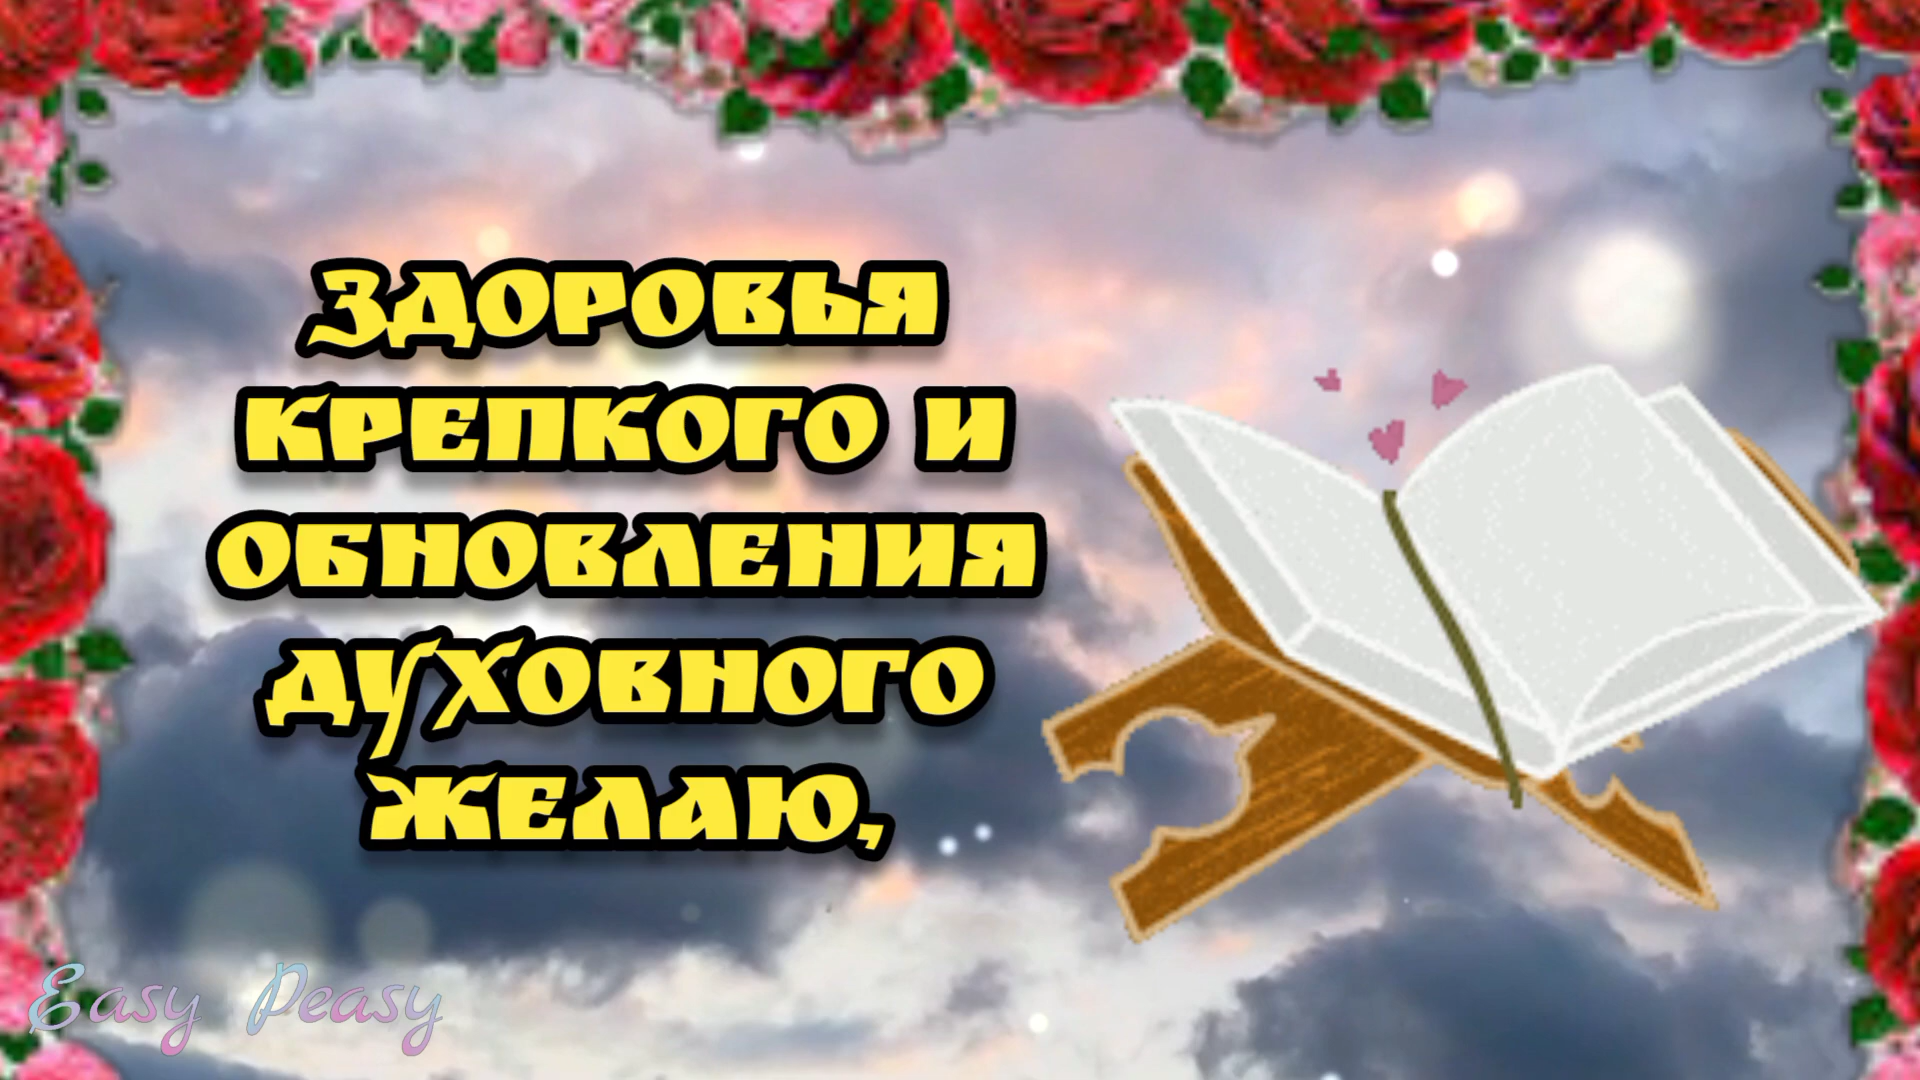 ЗДОРОВЬЯ
КРЕПКОГО И
ОБНОВЛЕНИЯ
ДУХОВНОГО
ЖЕЛАЮ,
Easy Peasy